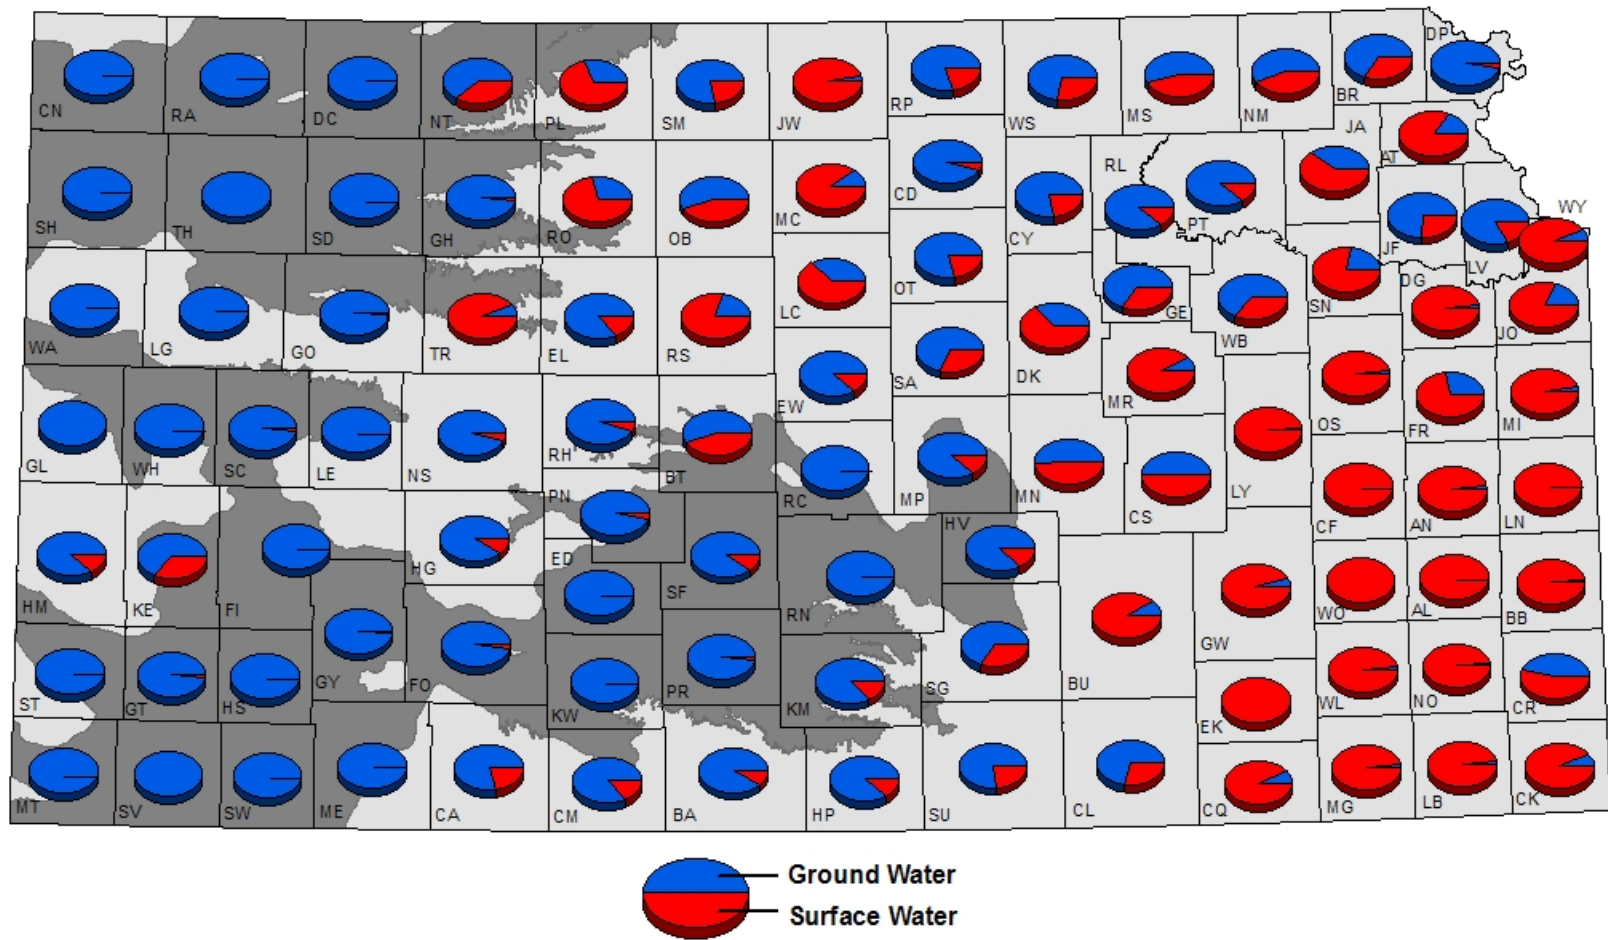 CN
RA
DC
NT
PL
SM
JW
RP
WS
MS
NM
BR
DP
SH
TH
SD
GH
RO
OB
MC
CD
CY
RL
PT
JA
AT
JF
LV
WY
WA
LG
GO
TR
EL
RS
LC
OT
DK
GE
WB
SN
DG
JO
GL
WH
SC
LE
NS
RH
BT
EW
SA
MR
LY
OS
FR
MI
RC
MP
MN
CS
CF
AN
LN
HM
KE
FI
HG
PN
ED
SF
RN
HV
BU
GW
WO
AL
BB
ST
GT
HS
GY
FO
KW
PR
KM
SG
EK
WL
NO
CR
MT
SV
SW
ME
CA
CM
BA
HP
SU
CL
CQ
MG
LB
CK
Ground Water
Surface Water